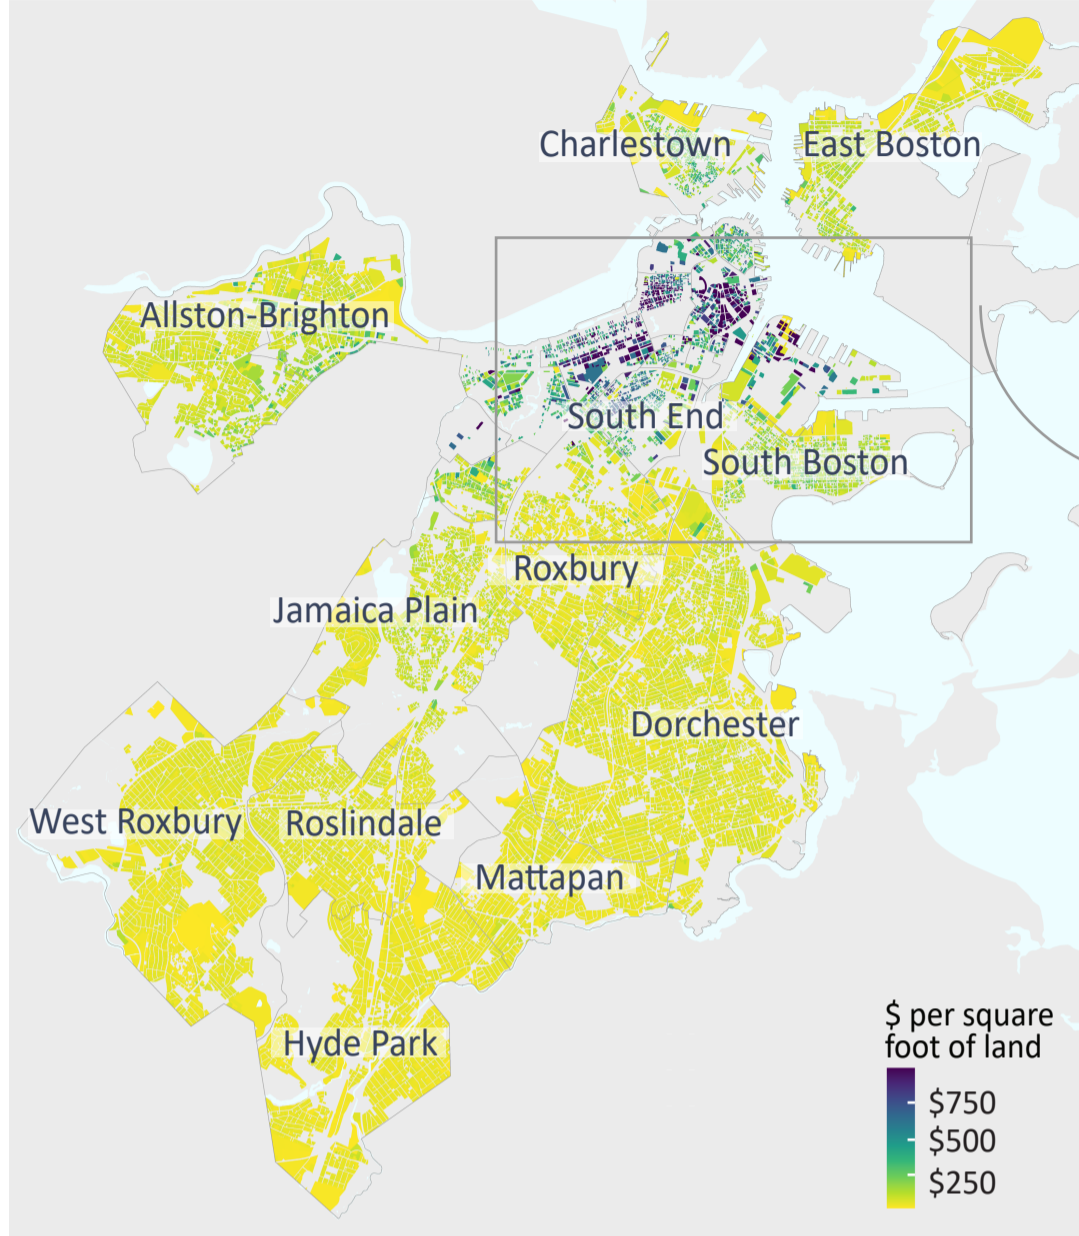 Charlestown
East Boston
Allston-Brighton
South End
South Boston
Roxbury
Jamaica Plain
Dorchester
West Roxbury
Roslindale
Mattapan
Hyde Park
$ per square
foot of land
$750
$500
$250